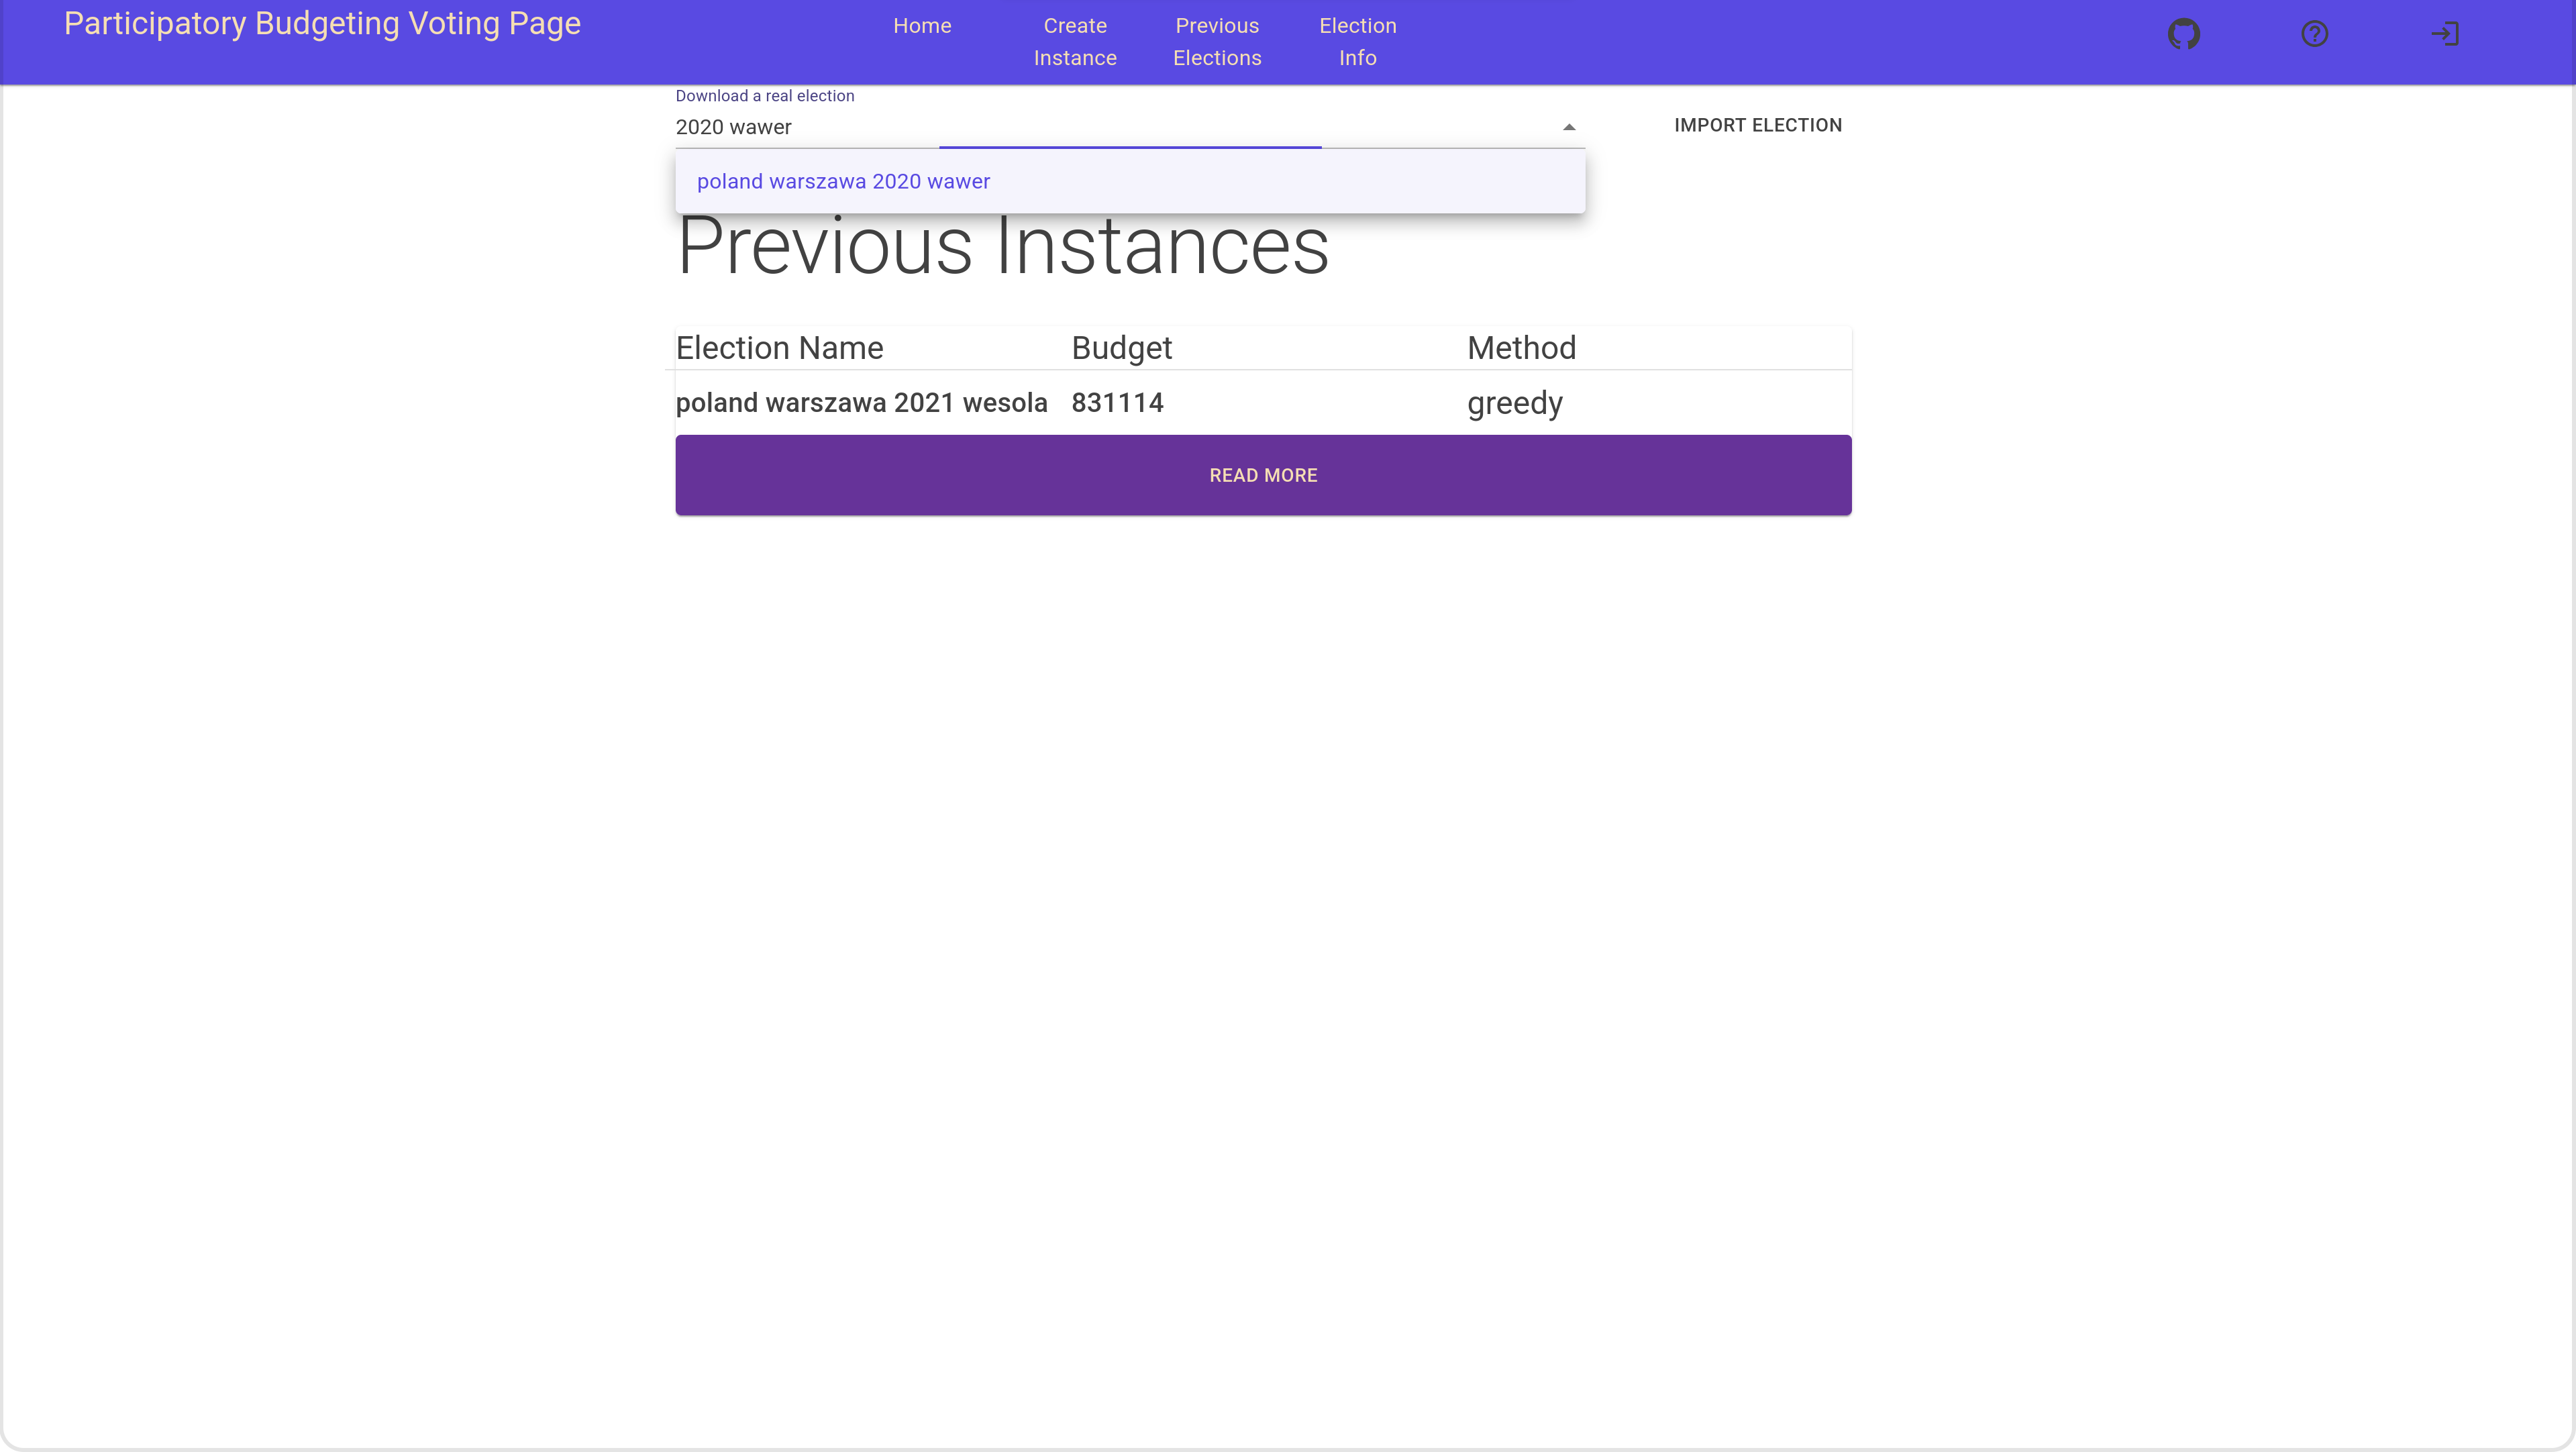 Participatory Budgeting Voting Page
Home
Create
Instance
Previous
Elections
Election
Info
Download a real election
2020 wawer
IMPORT ELECTION
poland warszawa 2020 wawer
Previous Instances
Election Name Budget Method
poland warszawa 2021 wesola 831114 greedy
READ MORE